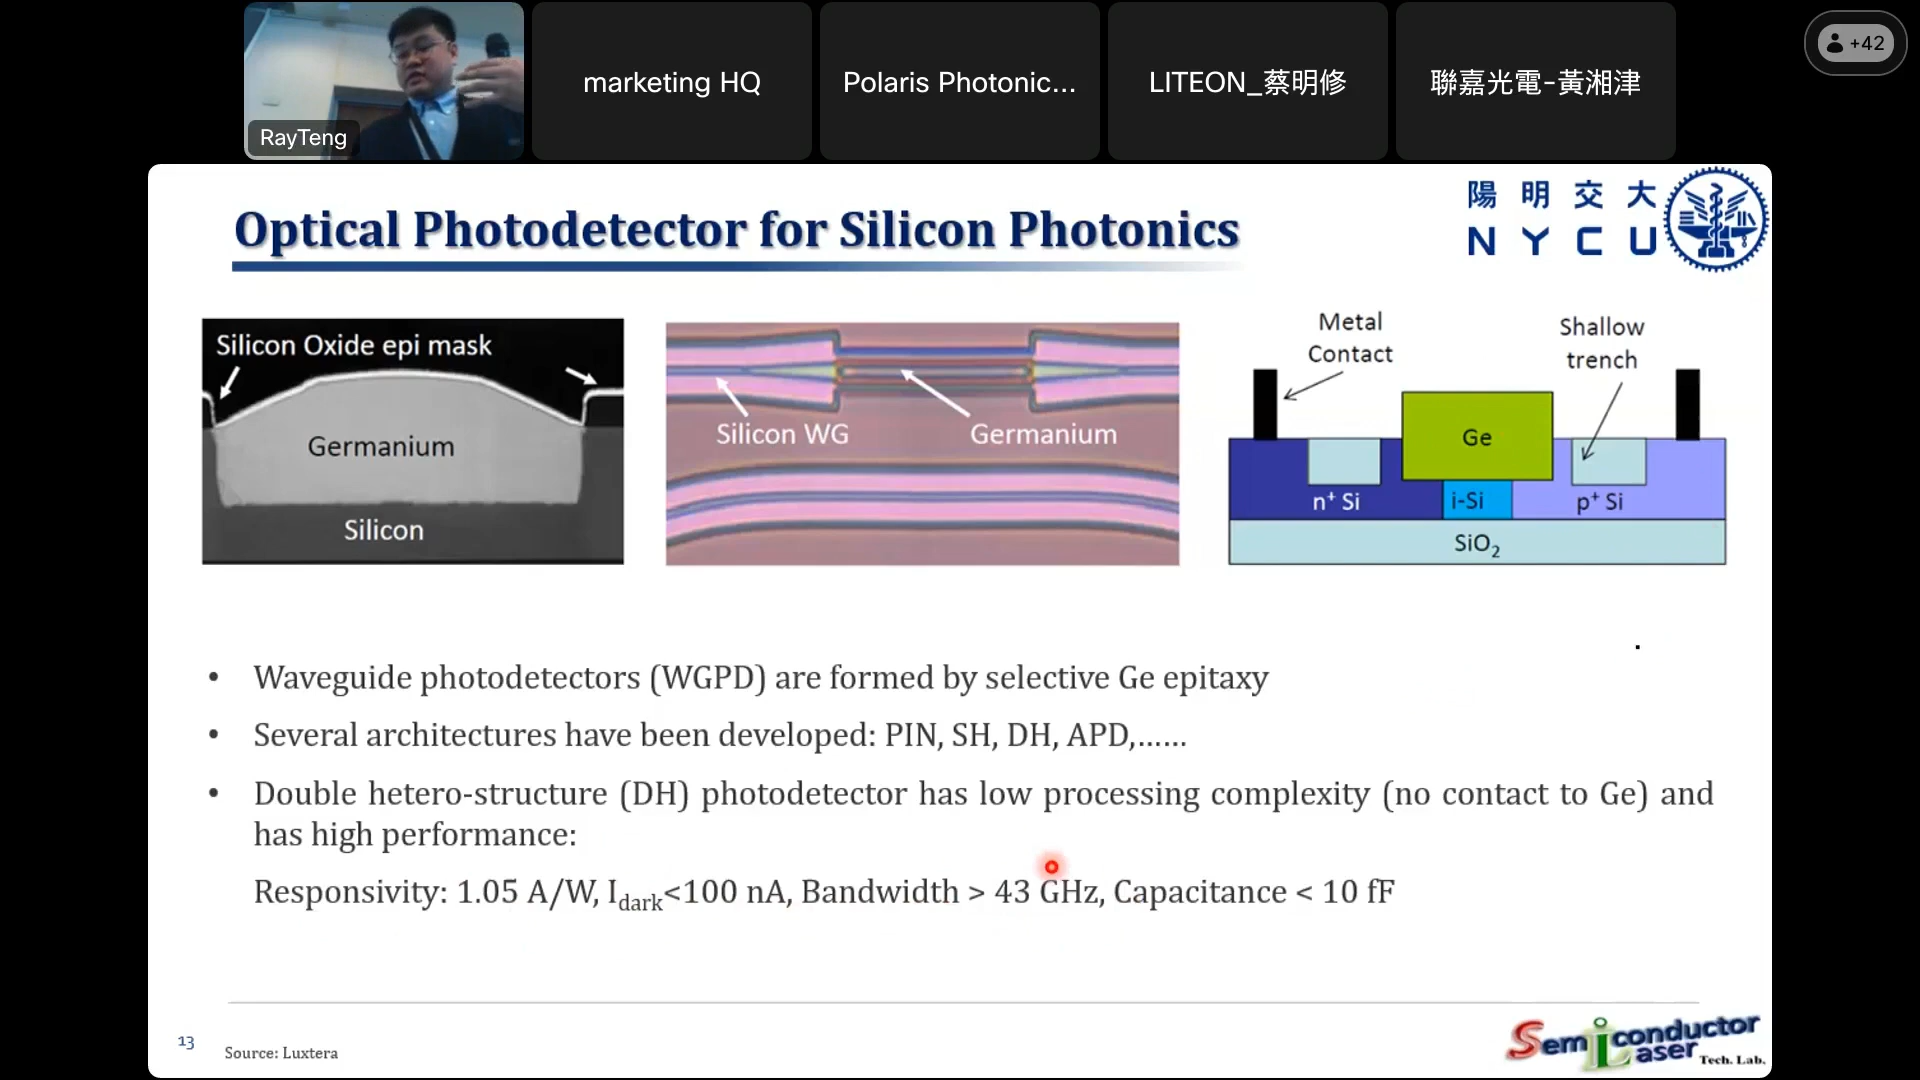 RayTeng
marketing HQ
Polaris Photonic...
LITEON_蔡明修
聯嘉光電-黃湘津
+42
Optical Photodetector for Silicon Photonics
陽 明 交 大
N Y C U
Silicon Oxide epi mask
Germanium
Silicon
Silicon WG
Germanium
Metal
Contact
Shallow
trench
Ge
n⁺ Si
i-Si
p⁺ Si
SiO₂
• Waveguide photodetectors (WGPD) are formed by selective Ge epitaxy
• Several architectures have been developed: PIN, SH, DH, APD,......
• Double hetero-structure (DH) photodetector has low processing complexity (no contact to Ge) and
has high performance:
Responsivity: 1.05 A/W, I_dark<100 nA, Bandwidth > 43 GHz, Capacitance < 10 fF
13
Source: Luxtera
Semiconductor
Laser Tech. Lab.